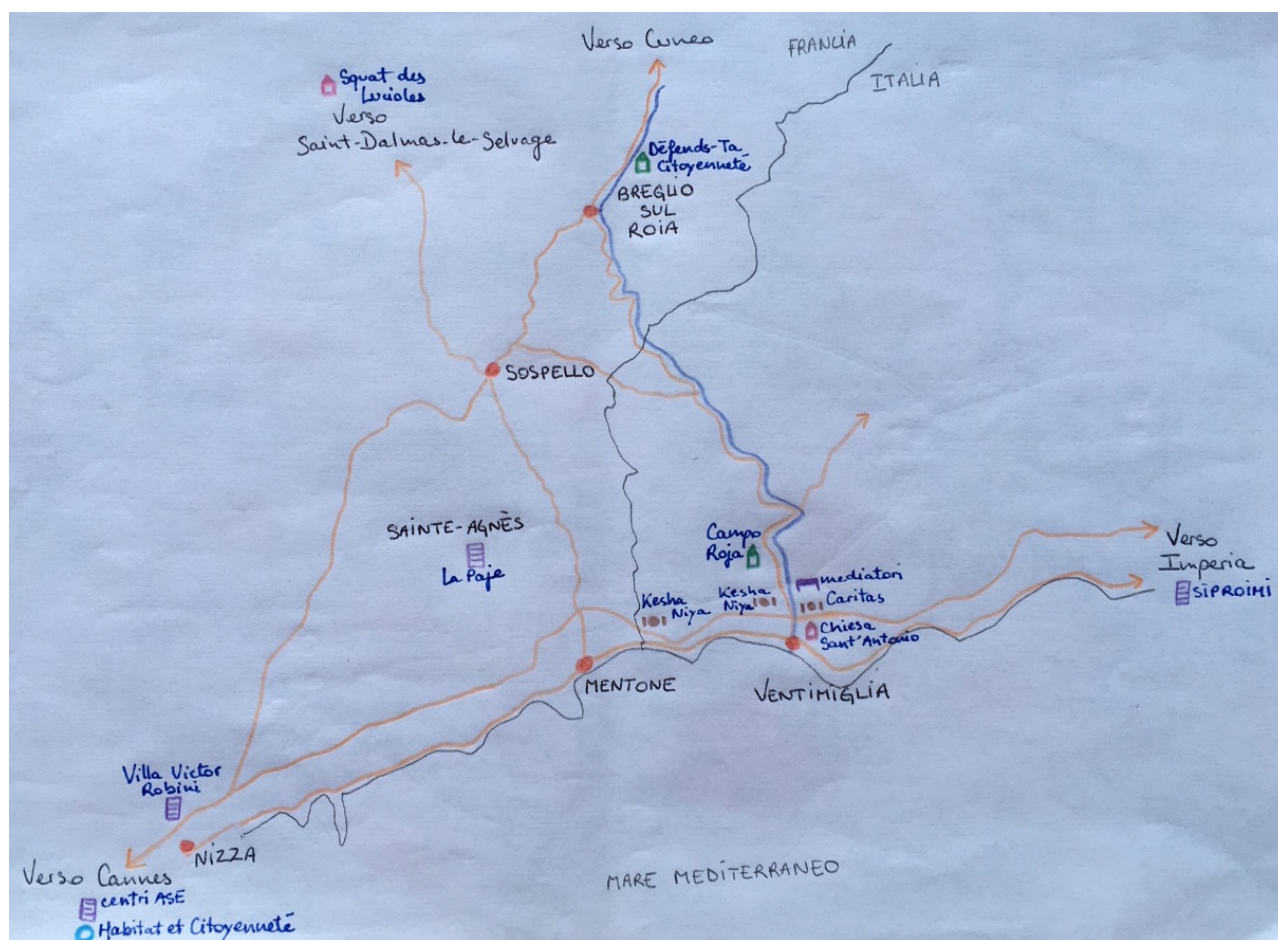 Verso Cuneo
FRANCIA
ITALIA
Squat des
Lucioles
Verso
Saint-Dalmas-le-Selvage
Défends-Ta
Citoyenneté
BREGLIO
SUL
ROIA
SOSPELLO
SAINTE-AGNÈS
La Paje
Campo
Roja
Kesha
Niya
Kesha
Niya
mediatori
Caritas
Chiesa
Sant'Antonio
Verso
Imperia
SIPROIMI
MENTONE
VENTIMIGLIA
Villa Victor
Robini
NIZZA
Verso Cannes
centri ASE
Habitat et Citoyenneté
MARE MEDITERRANEO